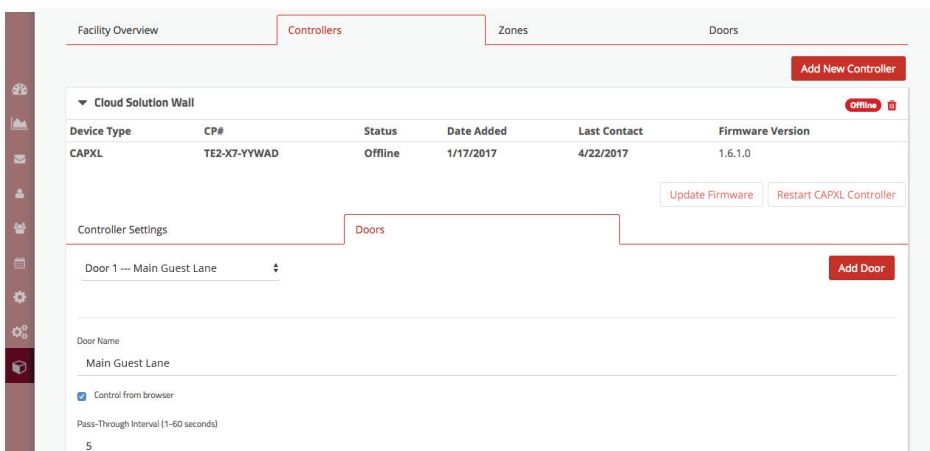 Facility Overview Controllers Zones Doors
Add New Controller
Cloud Solution Wall Offline
Device Type CP# Status Date Added Last Contact Firmware Version
CAPXL TE2-X7-YYWAD Offline 1/17/2017 4/22/2017 1.6.1.0
Update Firmware Restart CAPXL Controller
Controller Settings Doors
Door 1 --- Main Guest Lane Add Door
Door Name
Main Guest Lane
Control from browser
Pass-Through Interval (1-60 seconds)
5